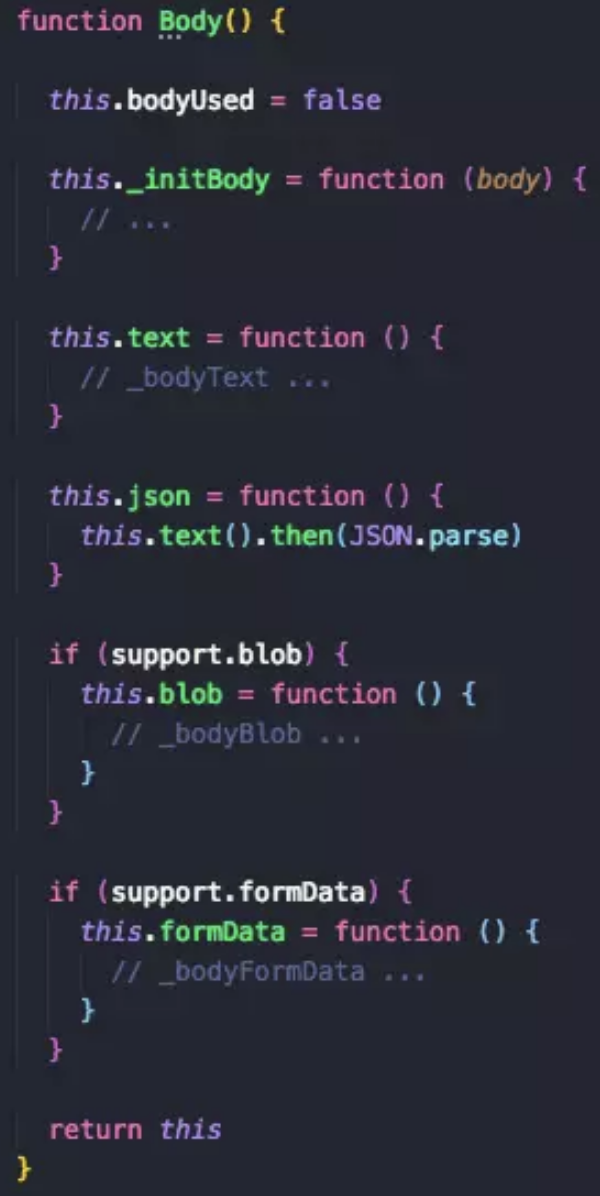 function Body() {
this.bodyUsed = false
this._initBody = function (body) {
// ...
}
this.text = function () {
// _bodyText ...
}
this.json = function () {
this.text().then(JSON.parse)
}
if (support.blob) {
this.blob = function () {
// _bodyBlob ...
}
}
if (support.formData) {
this.formData = function () {
// _bodyFormData ...
}
}
return this
}